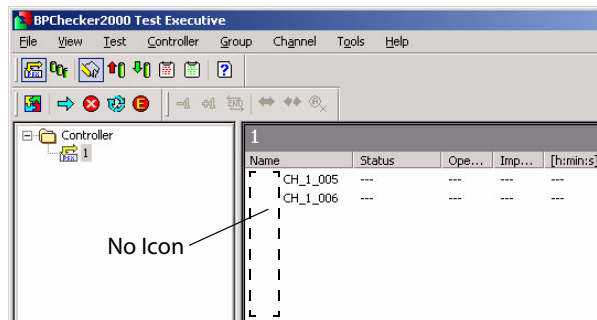 BPChecker2000 Test Executive
File View Test Controller Group Channel Tools Help
Controller
1
1
Name Status Ope... Imp... [h:min:s]
CH_1_005 --- --- --- ---
CH_1_006 --- --- --- ---
No Icon